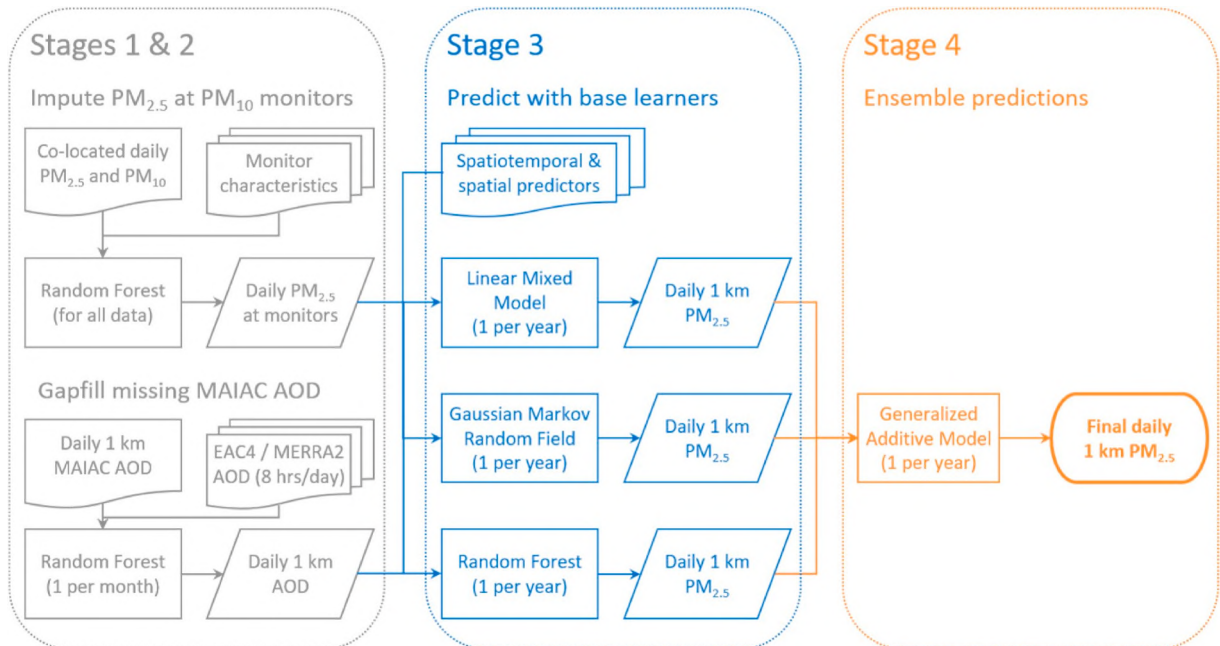 Stages 1 & 2
Impute PM2.5 at PM10 monitors
Co-located daily
PM2.5 and PM10
Monitor
characteristics
Random Forest
(for all data)
Daily PM2.5
at monitors
Gapfill missing MAIAC AOD
Daily 1 km
MAIAC AOD
EAC4 / MERRA2
AOD (8 hrs/day)
Random Forest
(1 per month)
Daily 1 km
AOD
Stage 3
Predict with base learners
Spatiotemporal &
spatial predictors
Linear Mixed
Model
(1 per year)
Daily 1 km
PM2.5
Gaussian Markov
Random Field
(1 per year)
Daily 1 km
PM2.5
Random Forest
(1 per year)
Daily 1 km
PM2.5
Stage 4
Ensemble predictions
Generalized
Additive Model
(1 per year)
Final daily
1 km PM2.5